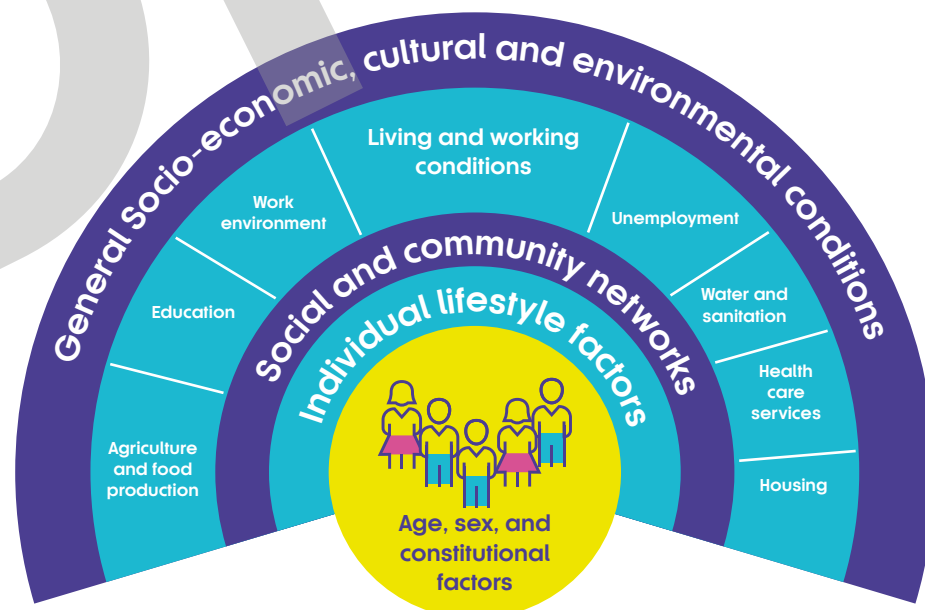 General Socio-economic, cultural and environmental conditions
Living and working
conditions
Work
environment
Unemployment
Education
Water and
sanitation
Agriculture
and food
production
Health
care
services
Housing
Social and community networks
Individual lifestyle factors
Age, sex, and
constitutional
factors